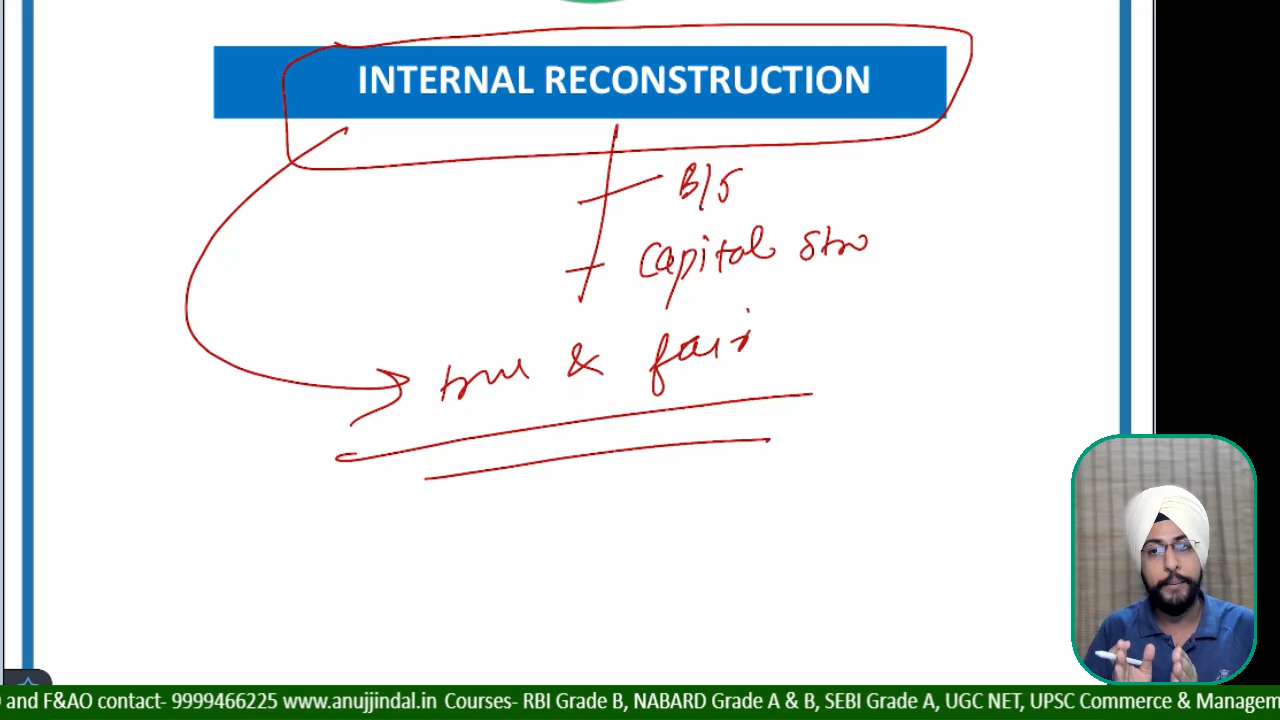 INTERNAL RECONSTRUCTION
B/S
Capital Stru
true & fair
and F&AO contact- 9999466225 www.anujjindal.in Courses- RBI Grade B, NABARD Grade A & B, SEBI Grade A, UGC NET, UPSC Commerce & Managem